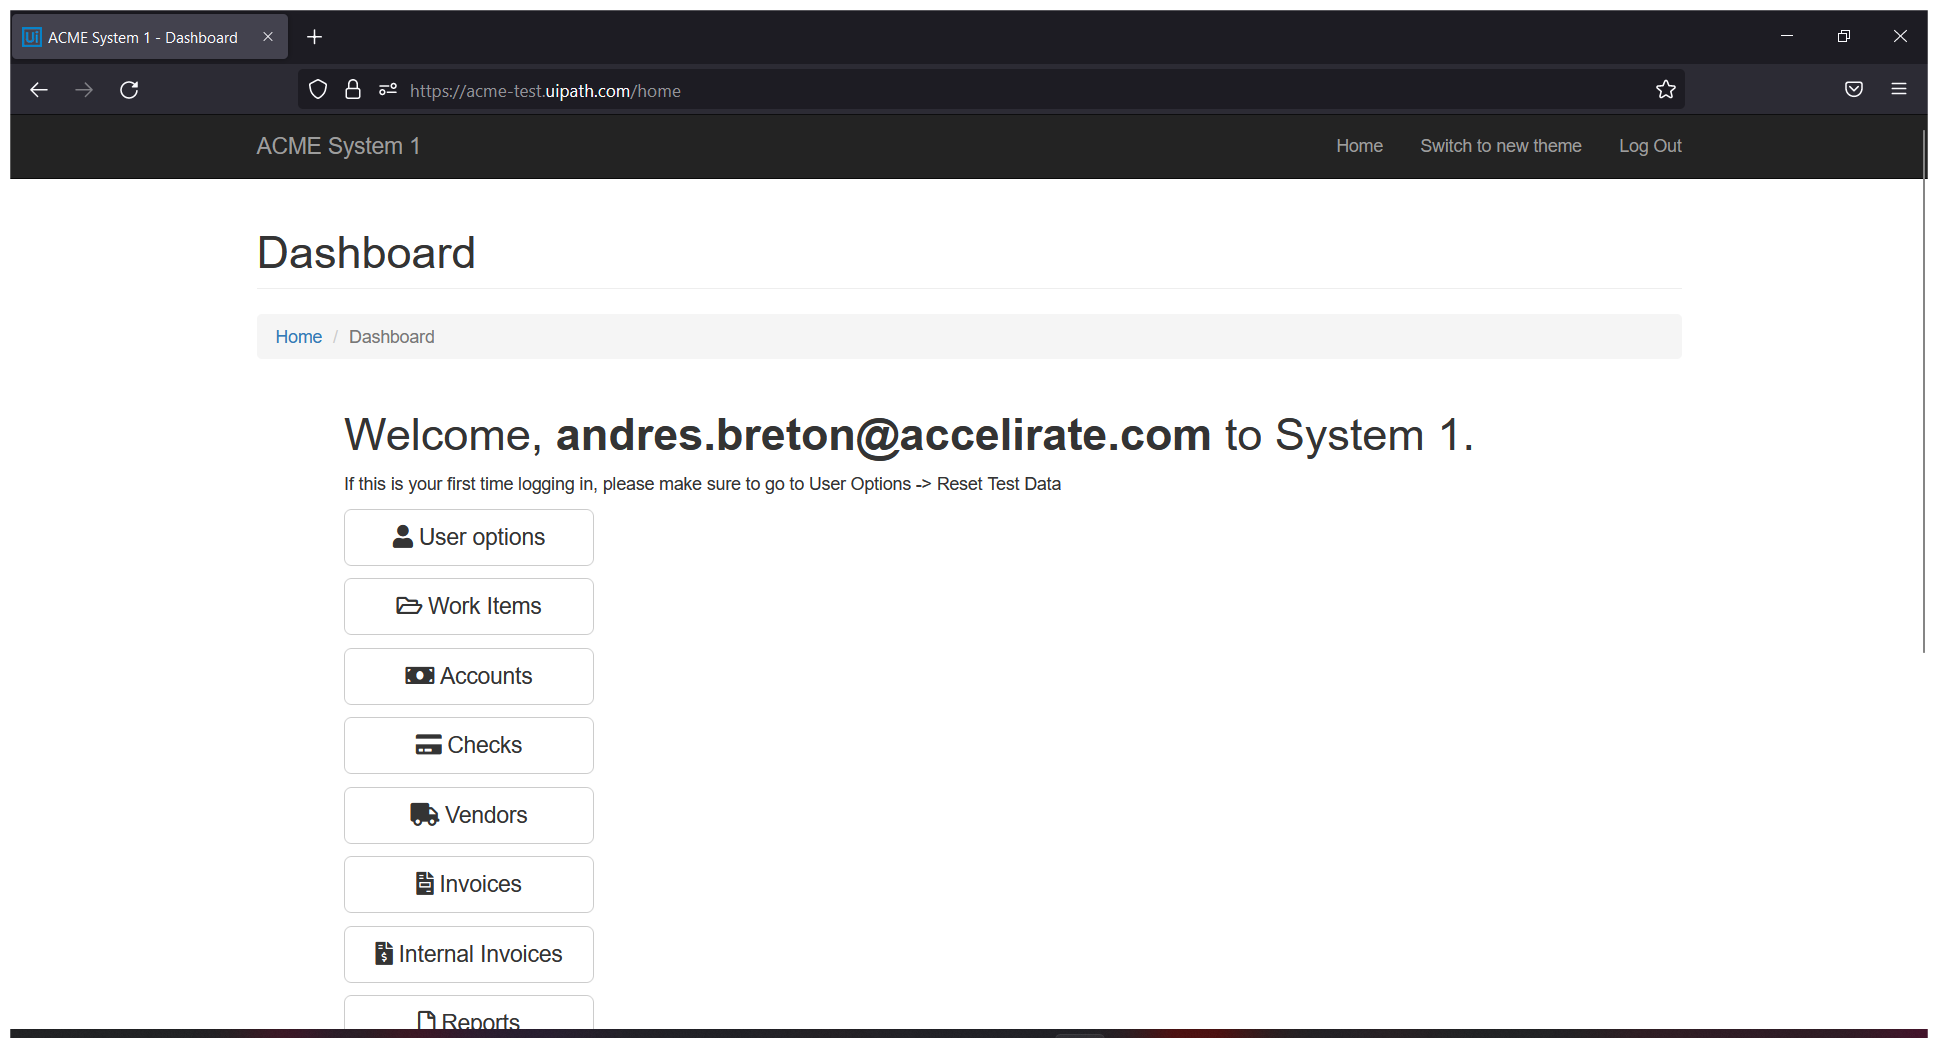 Ui ACME System 1 - Dashboard
https://acme-test.uipath.com/home
ACME System 1 Home Switch to new theme Log Out
Dashboard
Home / Dashboard
Welcome, andres.breton@accelirate.com to System 1.
If this is your first time logging in, please make sure to go to User Options -> Reset Test Data
User options
Work Items
Accounts
Checks
Vendors
Invoices
Internal Invoices
Reports